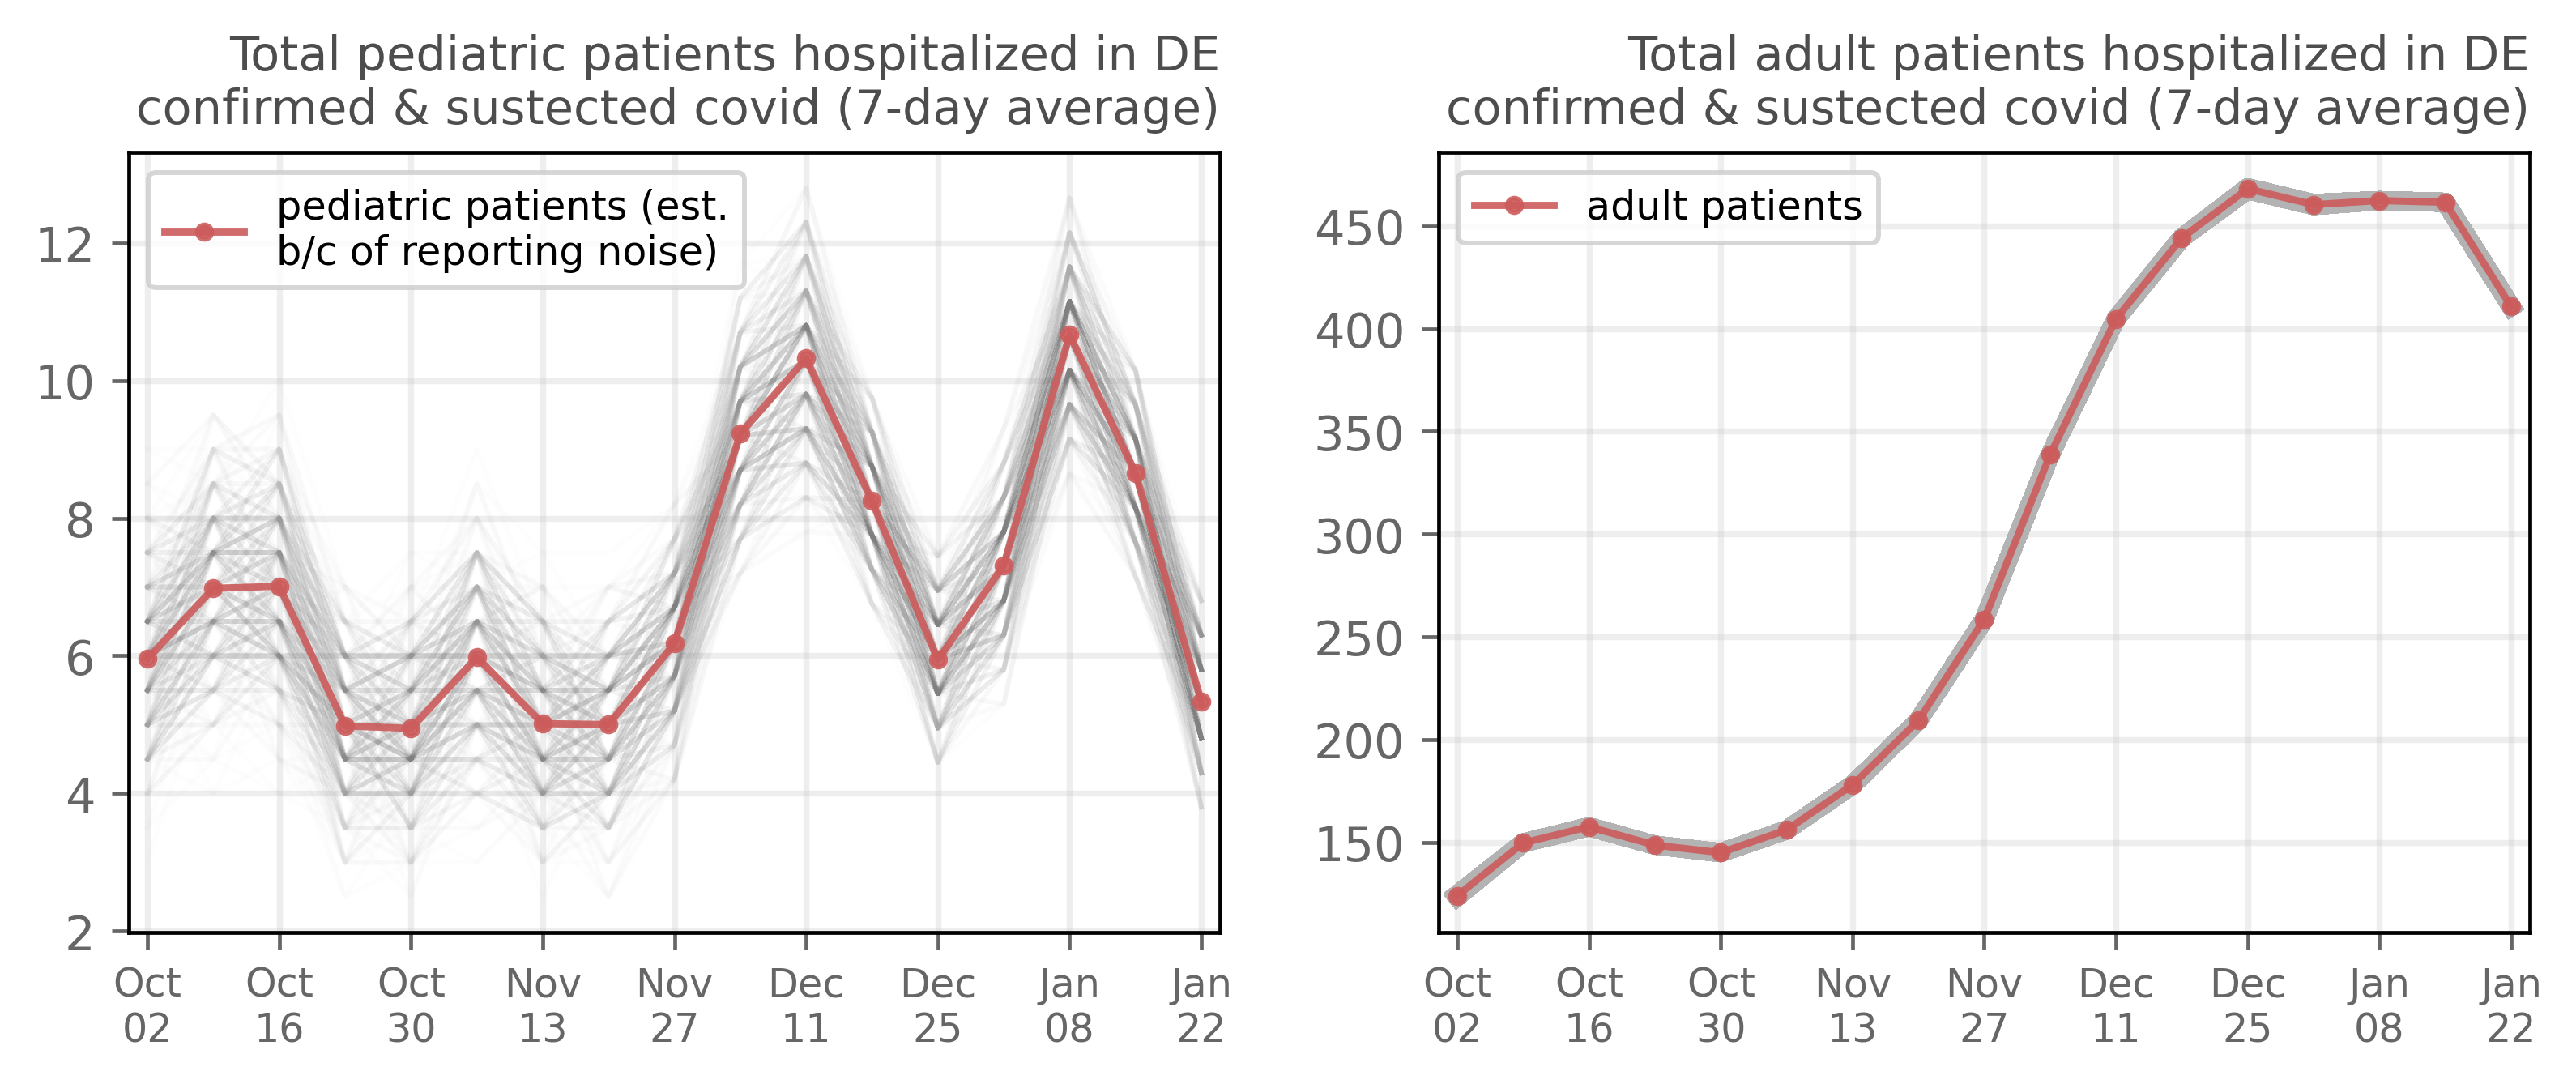 Total pediatric patients hospitalized in DE
confirmed & sustected covid (7-day average)
pediatric patients (est.
b/c of reporting noise)
12
10
8
6
4
2
Oct 02
Oct 16
Oct 30
Nov 13
Nov 27
Dec 11
Dec 25
Jan 08
Jan 22
Total adult patients hospitalized in DE
confirmed & sustected covid (7-day average)
adult patients
450
400
350
300
250
200
150
Oct 02
Oct 16
Oct 30
Nov 13
Nov 27
Dec 11
Dec 25
Jan 08
Jan 22